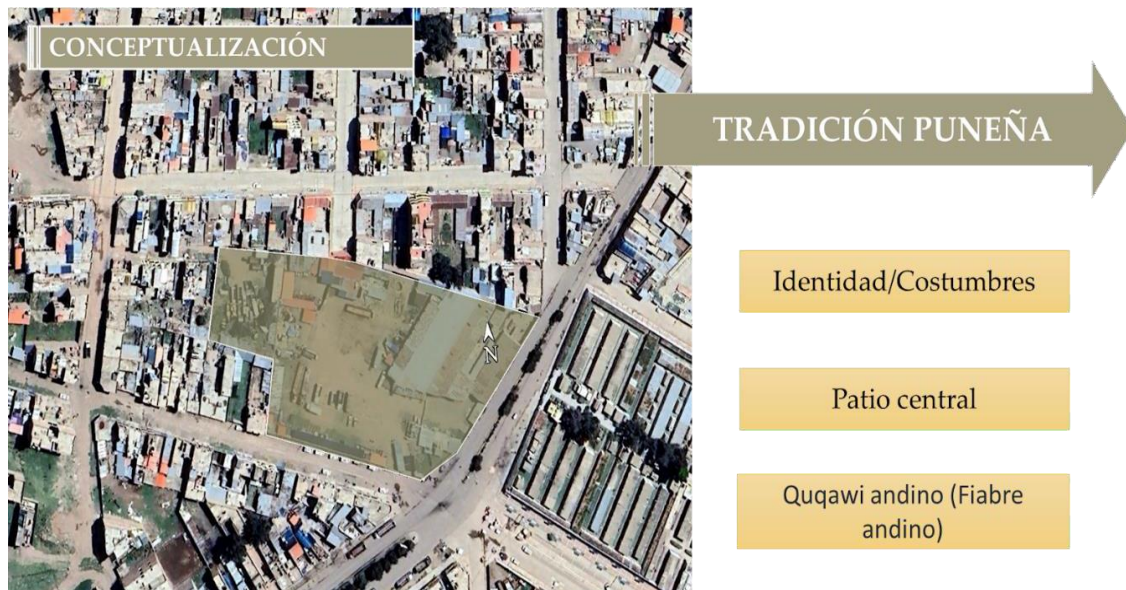 CONCEPTUALIZACIÓN
TRADICIÓN PUNEÑA
Identidad/Costumbres
Patio central
Quqawi andino (Fiabre
andino)
N